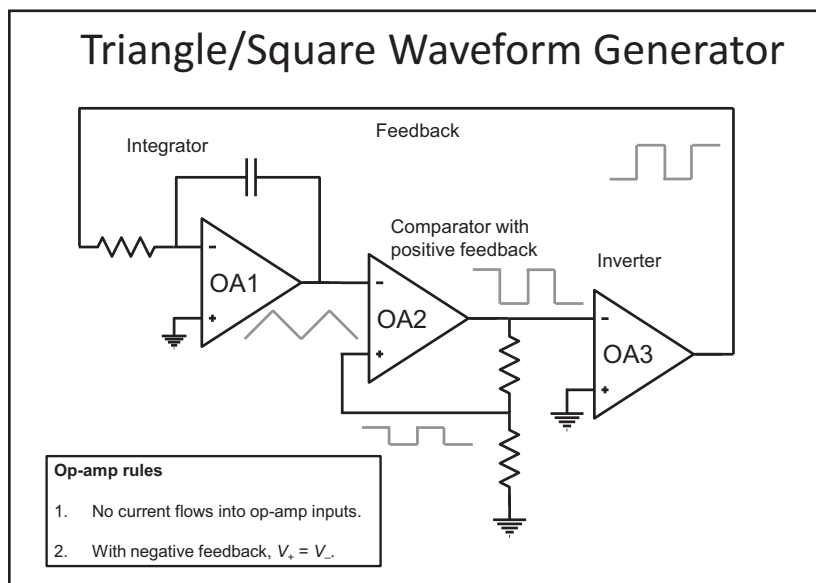 Triangle/Square Waveform Generator
Feedback
Integrator
Comparator with
positive feedback
Inverter
-
OA1
+
-
OA2
+
-
OA3
+
Op-amp rules
1. No current flows into op-amp inputs.
2. With negative feedback, V₊ = V₋.